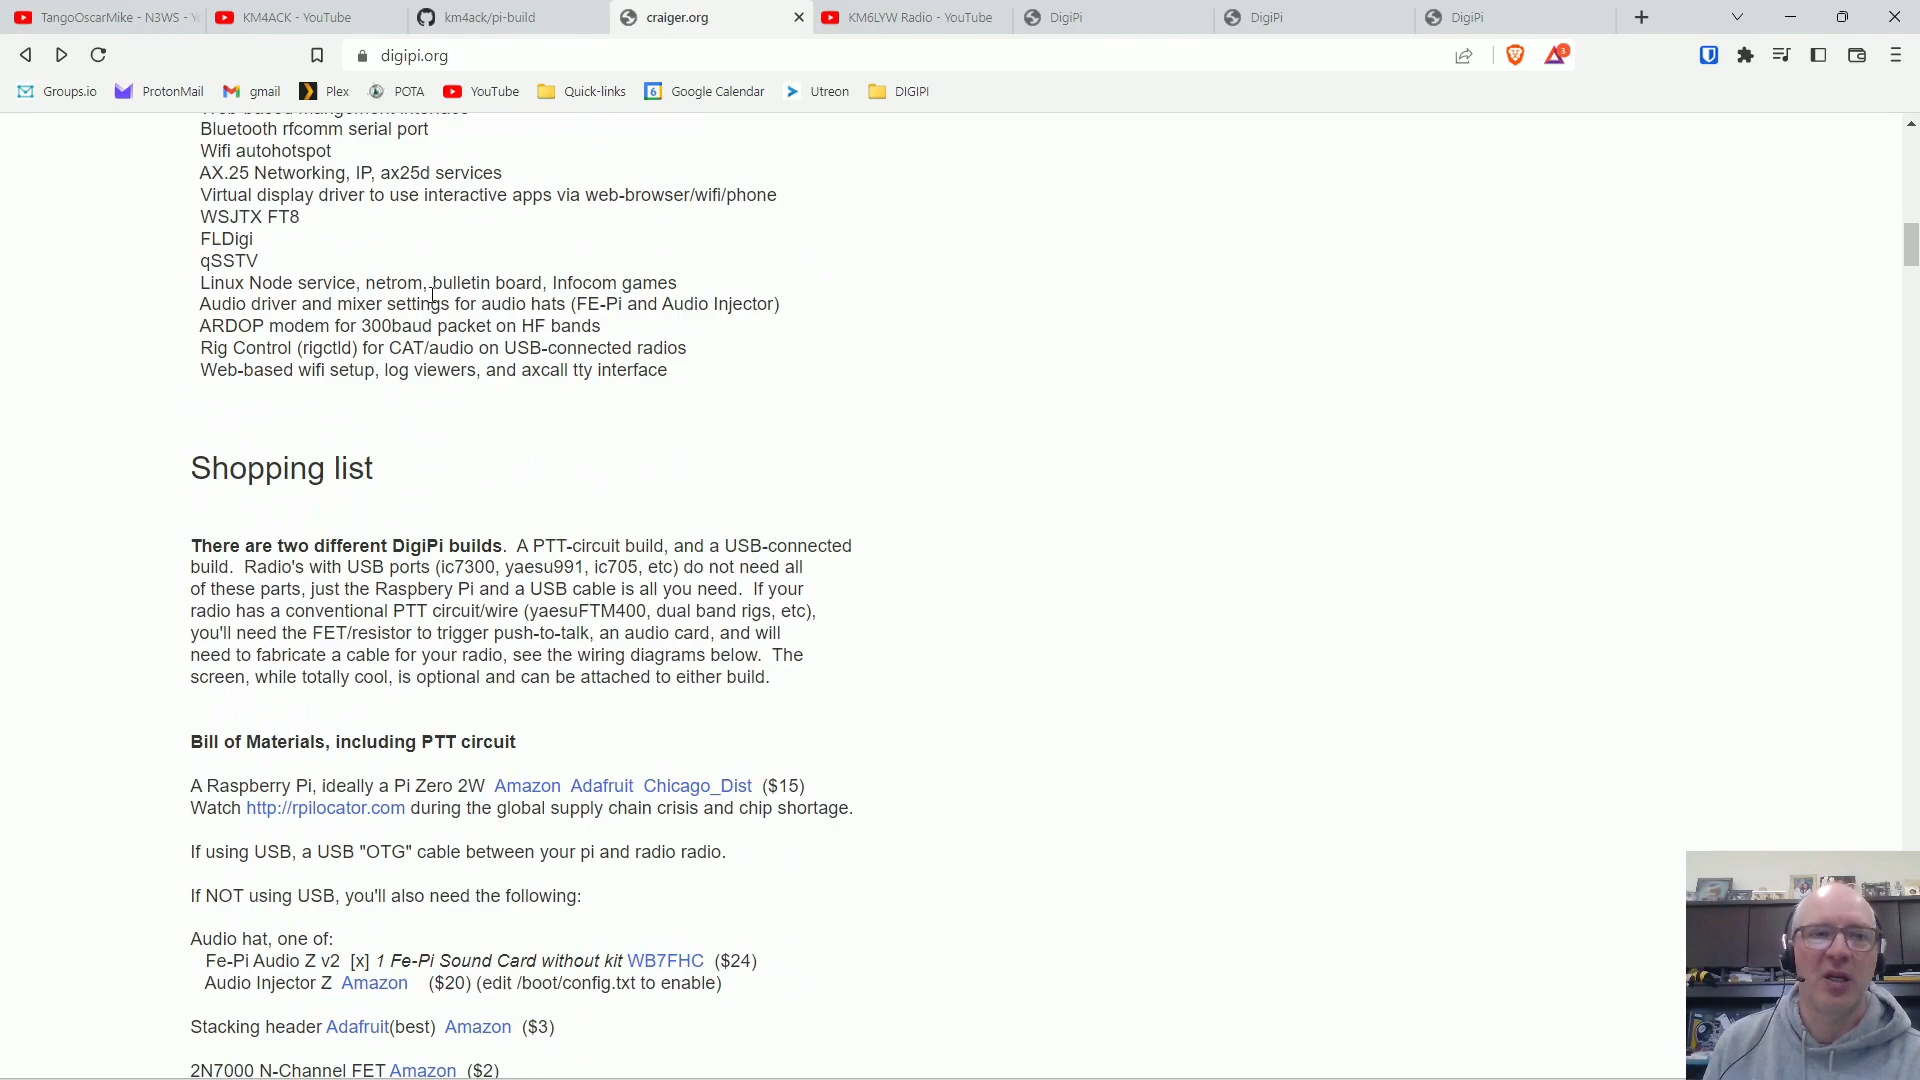 TangoOscarMike - N3WS - Y
KM4ACK - YouTube
km4ack/pi-build
craiger.org
KM6LYW Radio - YouTube
DigiPi
DigiPi
DigiPi
digipi.org
Groups.io
ProtonMail
gmail
Plex
POTA
YouTube
Quick-links
Google Calendar
Utreon
DIGIPI
Bluetooth rfcomm serial port
Wifi autohotspot
AX.25 Networking, IP, ax25d services
Virtual display driver to use interactive apps via web-browser/wifi/phone
WSJTX FT8
FLDigi
qSSTV
Linux Node service, netrom, bulletin board, Infocom games
Audio driver and mixer settings for audio hats (FE-Pi and Audio Injector)
ARDOP modem for 300baud packet on HF bands
Rig Control (rigctld) for CAT/audio on USB-connected radios
Web-based wifi setup, log viewers, and axcall tty interface
Shopping list
There are two different DigiPi builds. A PTT-circuit build, and a USB-connected
build. Radio's with USB ports (ic7300, yaesu991, ic705, etc) do not need all
of these parts, just the Raspbery Pi and a USB cable is all you need. If your
radio has a conventional PTT circuit/wire (yaesuFTM400, dual band rigs, etc),
you'll need the FET/resistor to trigger push-to-talk, an audio card, and will
need to fabricate a cable for your radio, see the wiring diagrams below. The
screen, while totally cool, is optional and can be attached to either build.
Bill of Materials, including PTT circuit
A Raspberry Pi, ideally a Pi Zero 2W Amazon Adafruit Chicago_Dist ($15)
Watch http://rpilocator.com during the global supply chain crisis and chip shortage.
If using USB, a USB "OTG" cable between your pi and radio radio.
If NOT using USB, you'll also need the following:
Audio hat, one of:
Fe-Pi Audio Z v2 [x] 1 Fe-Pi Sound Card without kit WB7FHC ($24)
Audio Injector Z Amazon ($20) (edit /boot/config.txt to enable)
Stacking header Adafruit(best) Amazon ($3)
2N7000 N-Channel FET Amazon ($2)